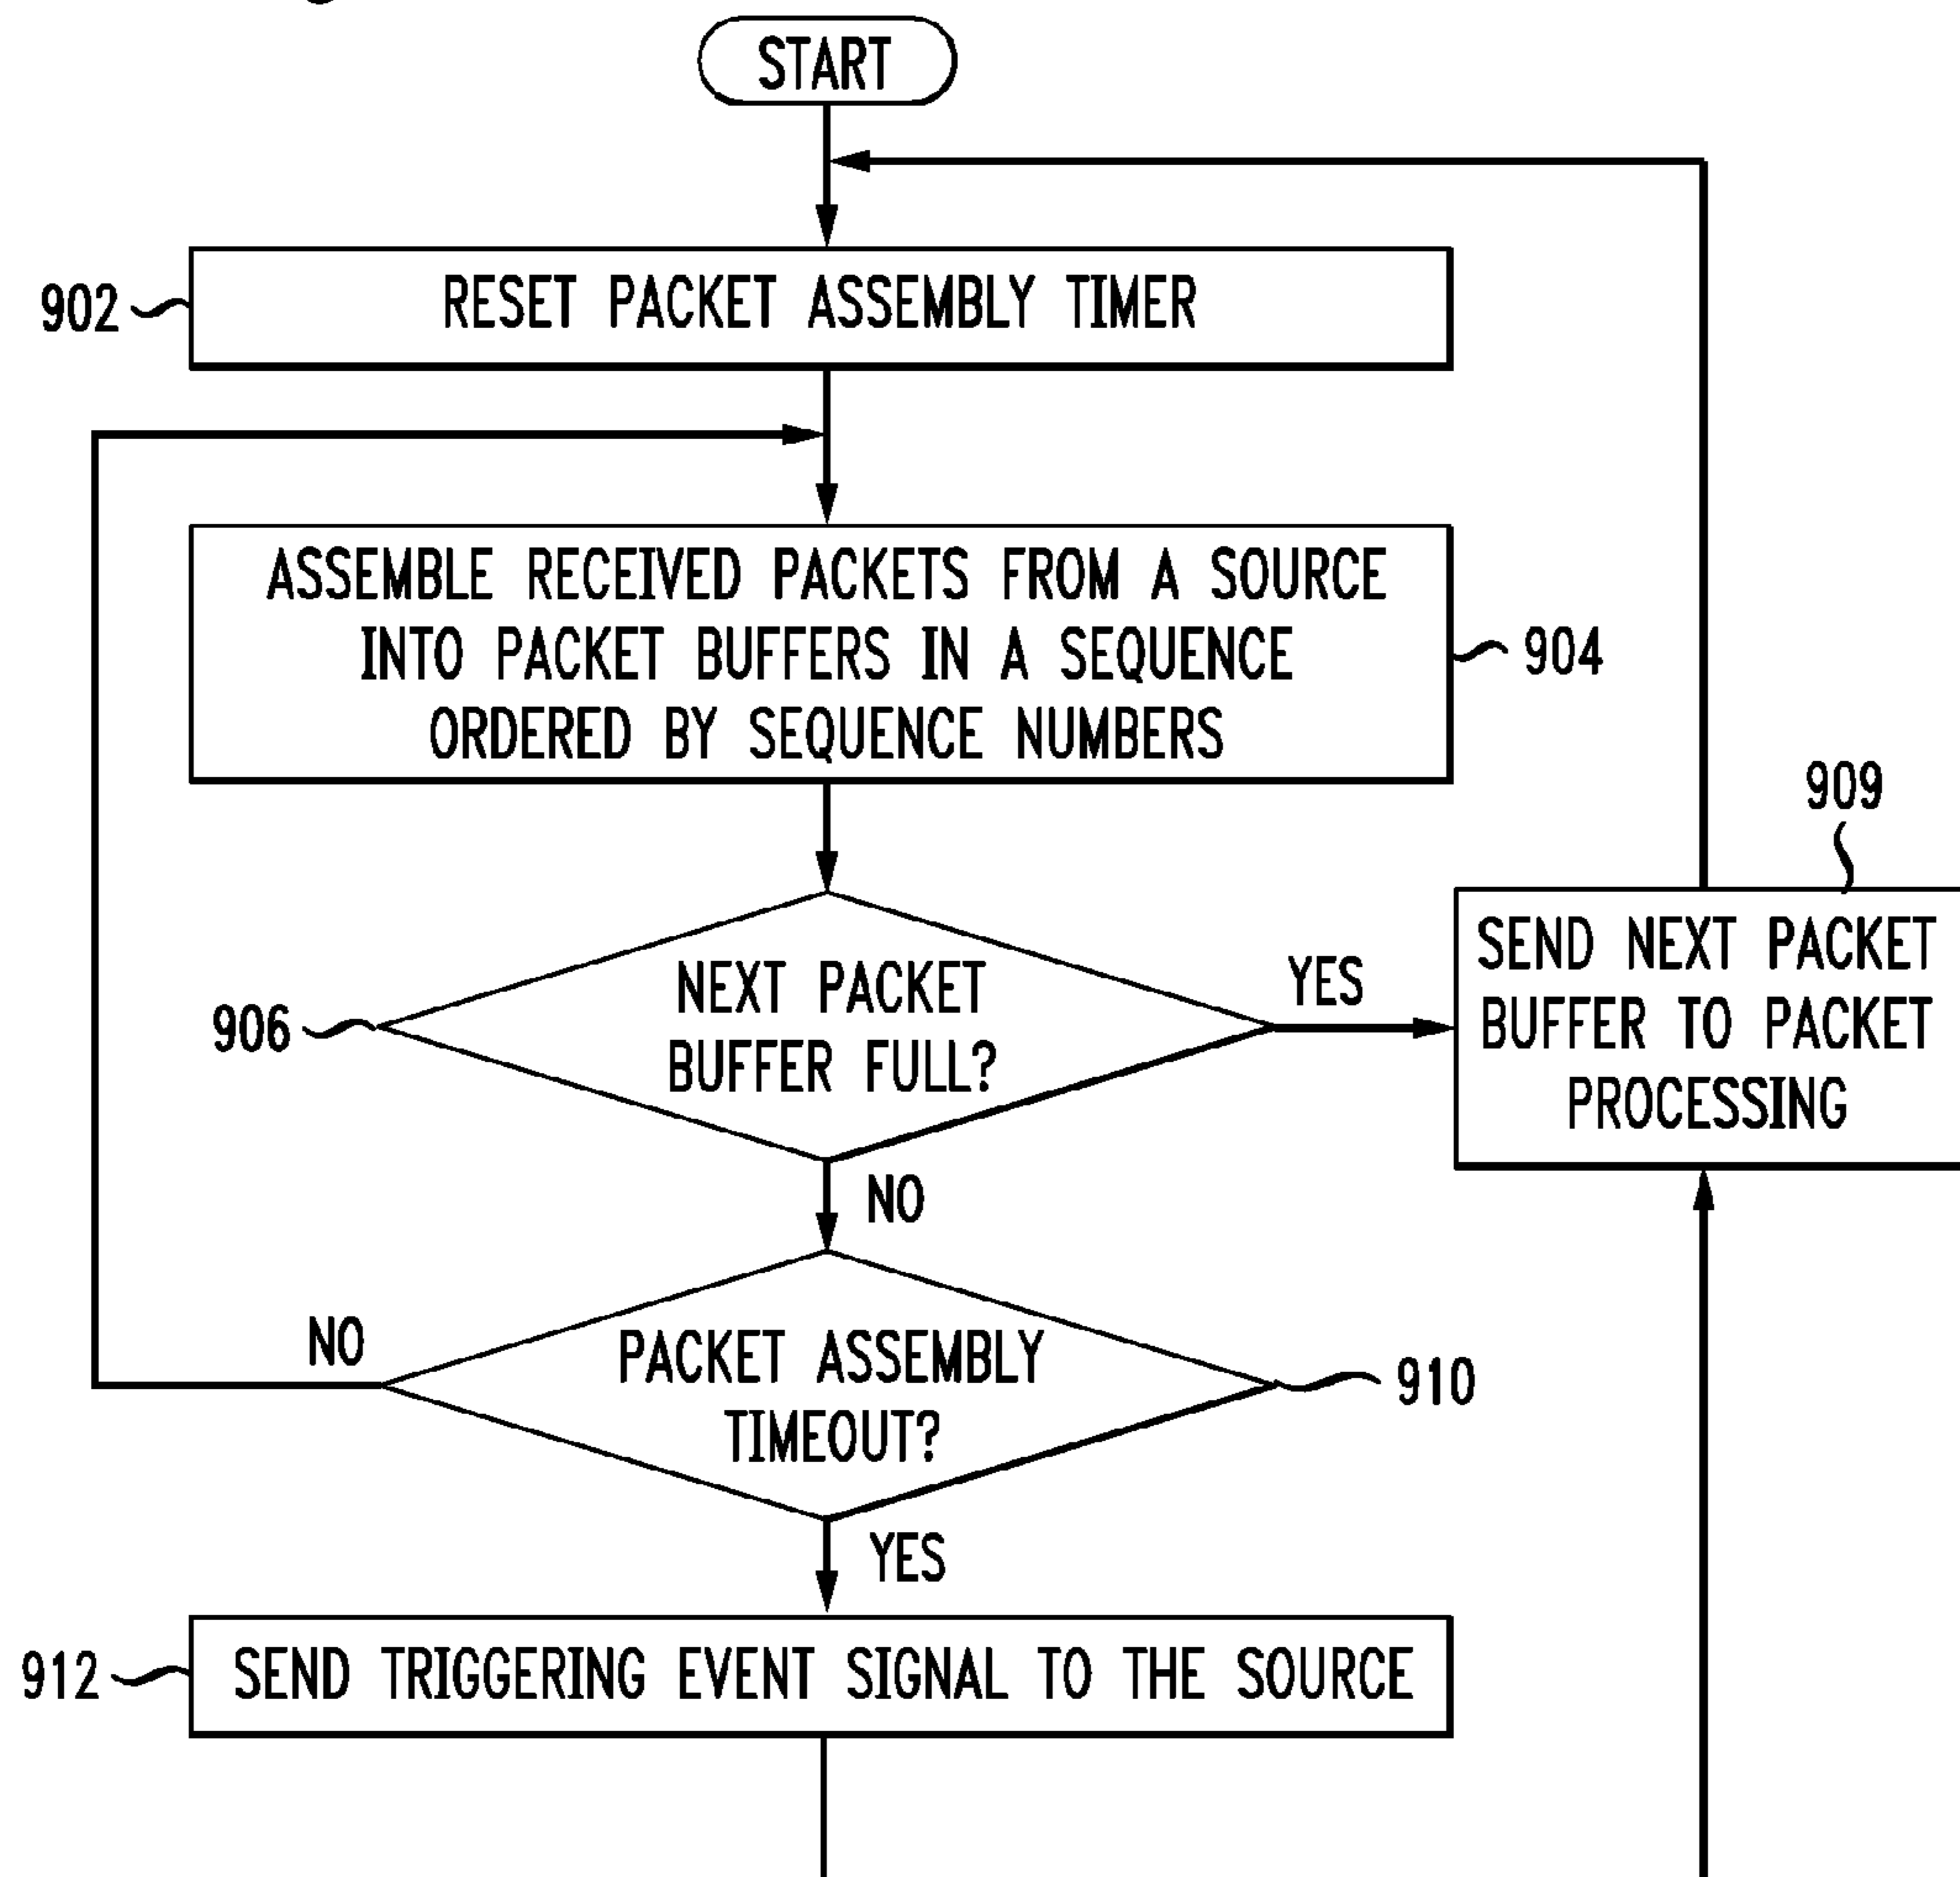 START
902
RESET PACKET ASSEMBLY TIMER
ASSEMBLE RECEIVED PACKETS FROM A SOURCE
INTO PACKET BUFFERS IN A SEQUENCE
ORDERED BY SEQUENCE NUMBERS
904
909
906
NEXT PACKET
BUFFER FULL?
YES
SEND NEXT PACKET
BUFFER TO PACKET
PROCESSING
NO
NO
PACKET ASSEMBLY
TIMEOUT?
910
YES
912
SEND TRIGGERING EVENT SIGNAL TO THE SOURCE